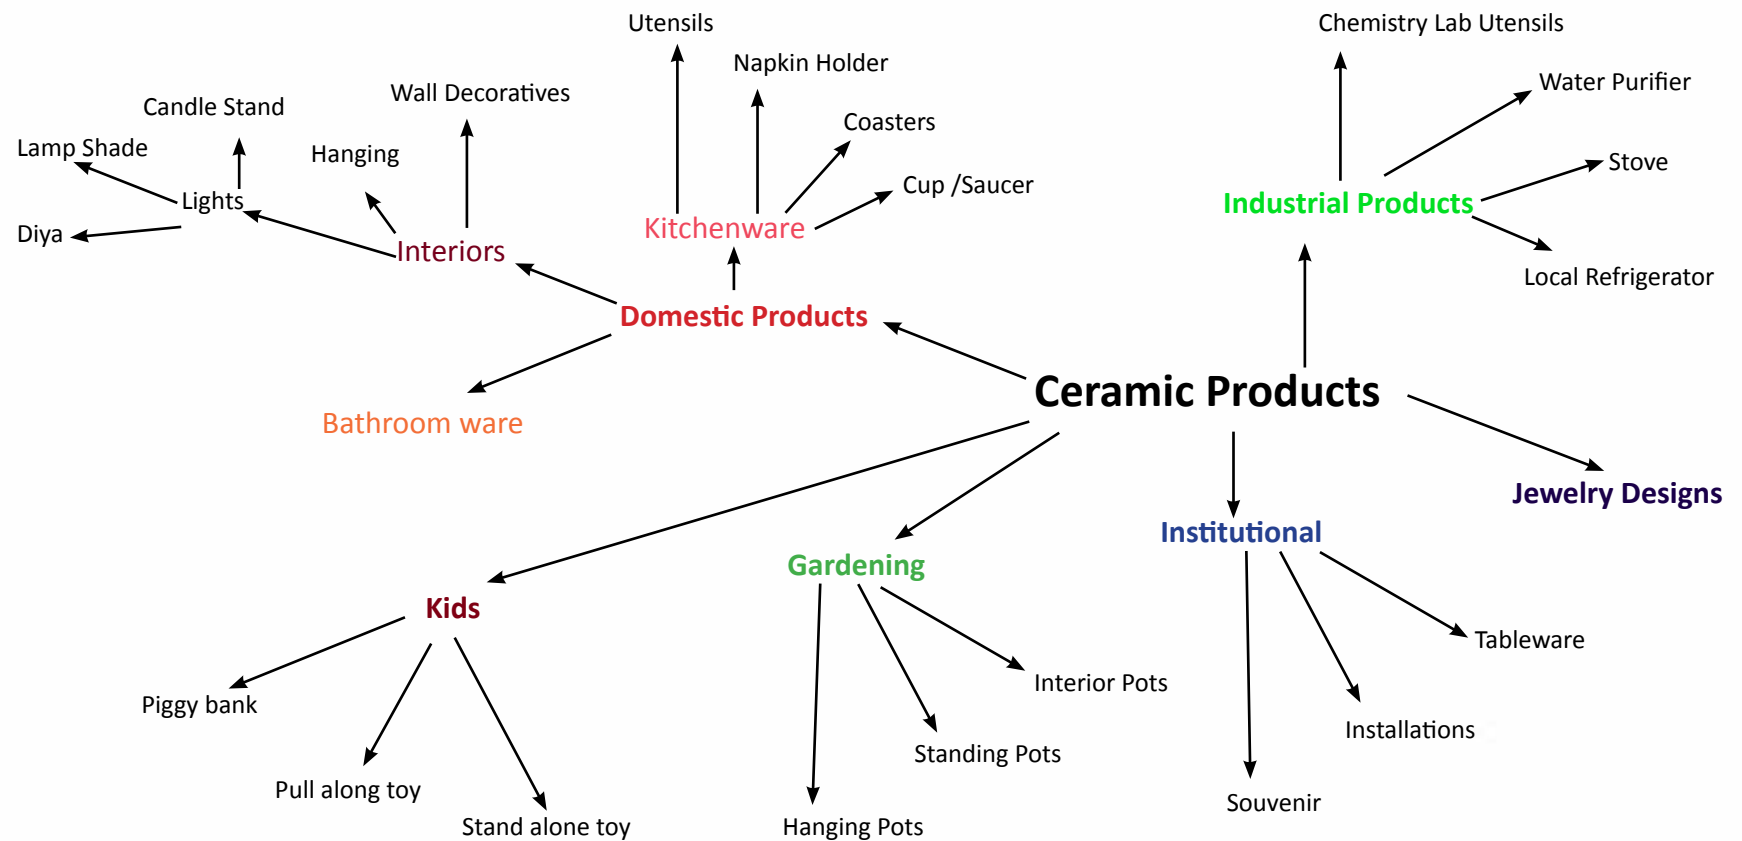 Utensils
Chemistry Lab Utensils
Napkin Holder
Water Purifier
Wall Decoratives
Candle Stand
Coasters
Lamp Shade
Hanging
Stove
Cup /Saucer
Lights
Industrial Products
Kitchenware
Diya
Interiors
Local Refrigerator
Domestic Products
Ceramic Products
Bathroom ware
Jewelry Designs
Institutional
Gardening
Kids
Tableware
Interior Pots
Piggy bank
Installations
Standing Pots
Pull along toy
Souvenir
Stand alone toy
Hanging Pots